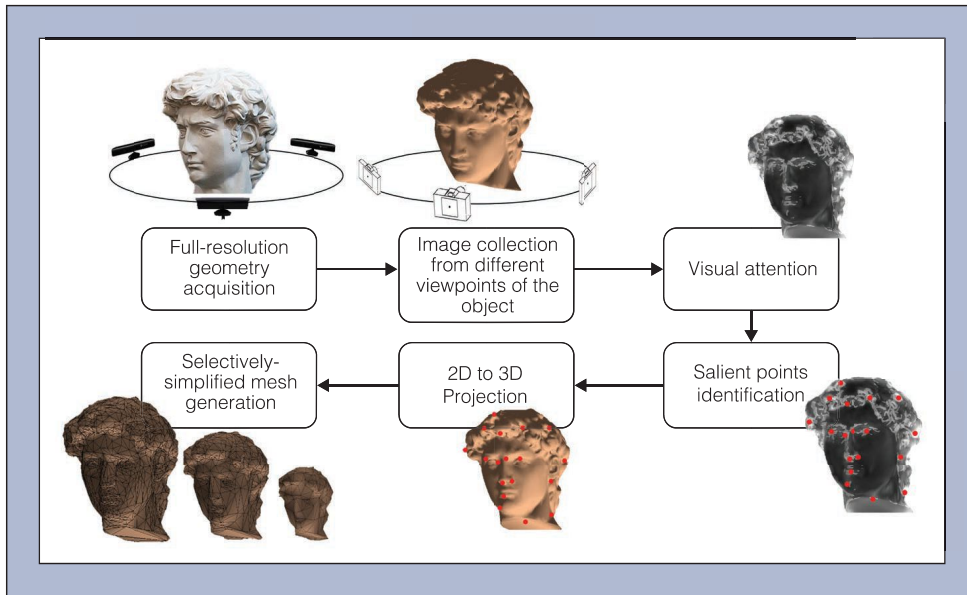 Full-resolution
geometry
acquisition
Image collection
from different
viewpoints of the
object
Visual attention
Salient points
identification
2D to 3D
Projection
Selectively-
simplified mesh
generation